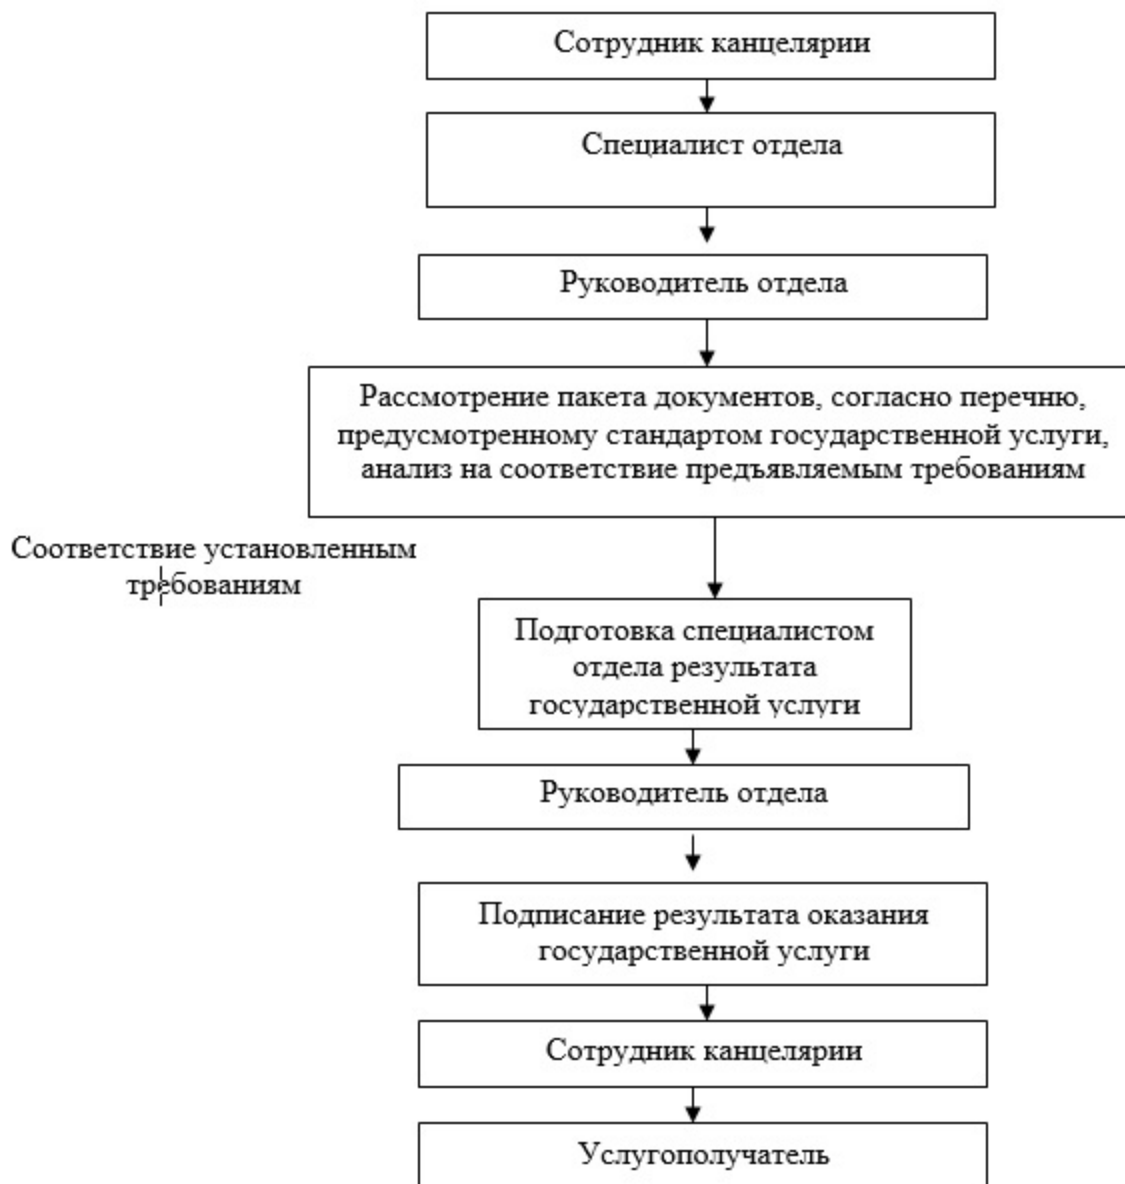 Сотрудник канцелярии
Специалист отдела
Руководитель отдела
Рассмотрение пакета документов, согласно перечню,
предусмотренному стандартом государственной услуги,
анализ на соответствие предъявляемым требованиям
Соответствие установленным
требованиям
Подготовка специалистом
отдела результата
государственной услуги
Руководитель отдела
Подписание результата оказания
государственной услуги
Сотрудник канцелярии
Услугополучатель